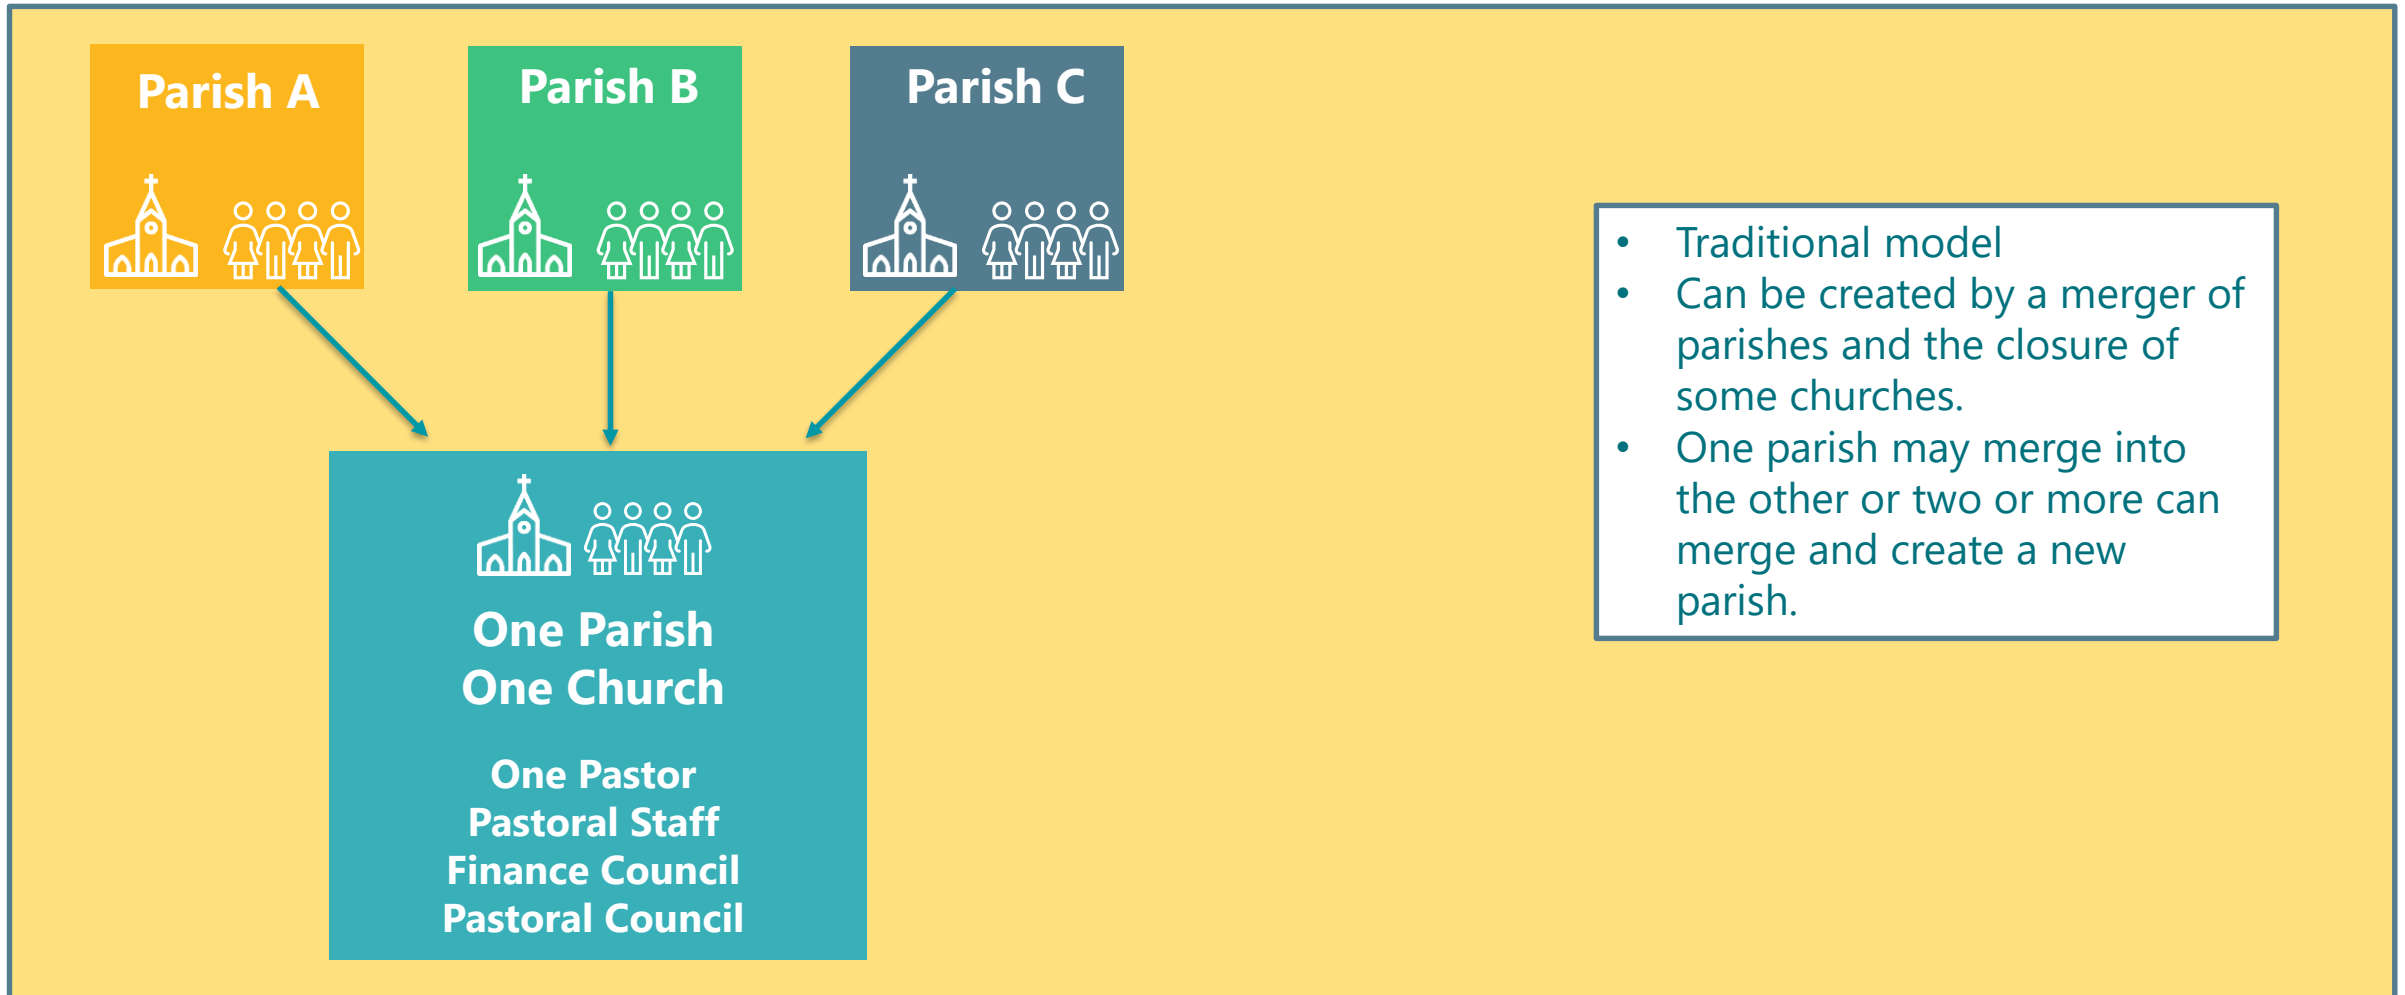 Parish A
Parish B
Parish C
One Parish
One Church
One Pastor
Pastoral Staff
Finance Council
Pastoral Council
• Traditional model
• Can be created by a merger of
parishes and the closure of
some churches.
• One parish may merge into
the other or two or more can
merge and create a new
parish.